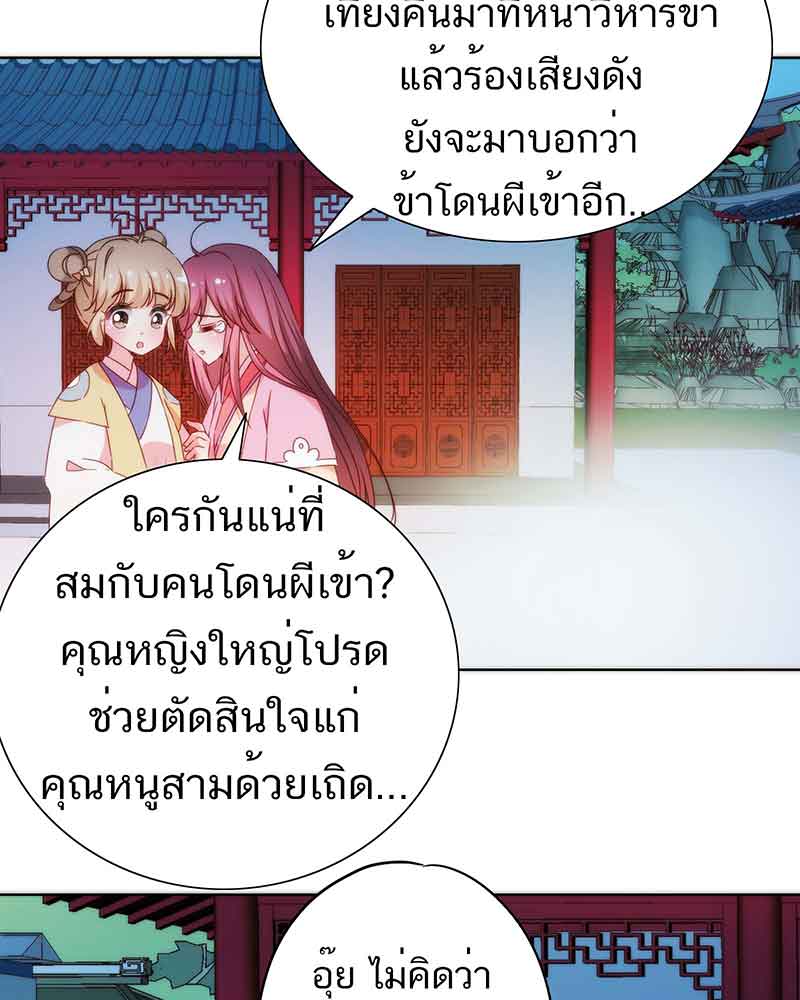 เที่ยงคืนมาที่หน้าวิหารข้า
แล้วร้องเสียงดัง
ยังจะมาบอกว่า
ข้าโดนผีเข้าอีก..
ใครกันแน่ที่
สมกับคนโดนผีเข้า?
คุณหญิงใหญ่โปรด
ช่วยตัดสินใจแก่
คุณหนูสามด้วยเถิด...
อุ๊ย ไม่คิดว่า